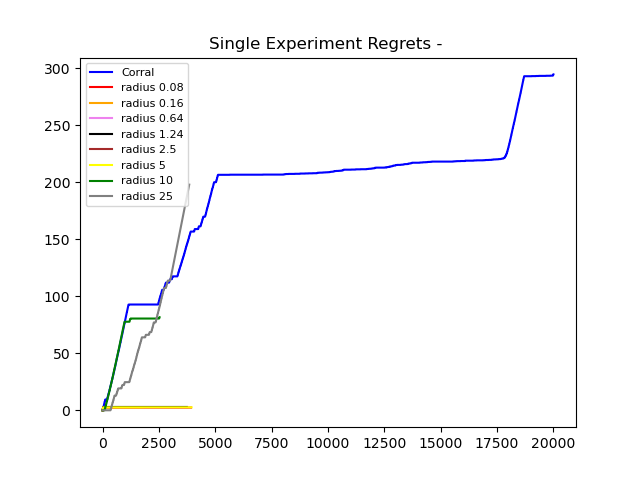 Single Experiment Regrets -
Corral
radius 0.08
radius 0.16
radius 0.64
radius 1.24
radius 2.5
radius 5
radius 10
radius 25
300
250
200
150
100
50
0
0 2500 5000 7500 10000 12500 15000 17500 20000